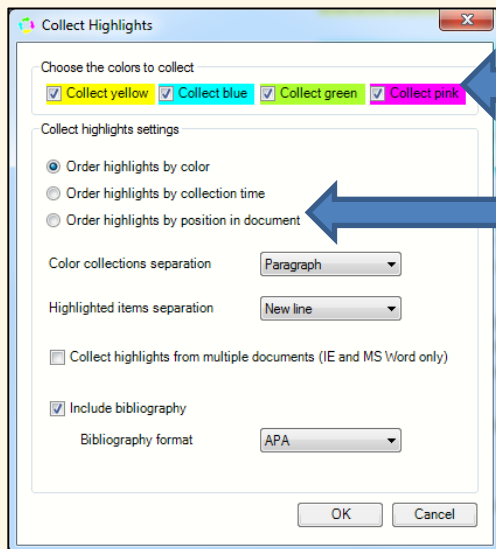 Collect Highlights
Choose the colors to collect
Collect yellow Collect blue Collect green Collect pink
Collect highlights settings
Order highlights by color
Order highlights by collection time
Order highlights by position in document
Color collections separation Paragraph
Highlighted items separation New line
Collect highlights from multiple documents (IE and MS Word only)
Include bibliography
Bibliography format APA
OK Cancel